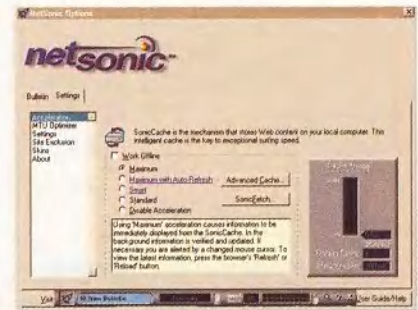 NetSonic Options
netsonic
Bulletin Settings
Accelerator
MTU Optimizer
Settings
Site Exclusion
Skins
About
SonicCache is the mechanism that stores Web content on your local computer. This
intelligent cache is the key to exceptional surfing speed.
Work Offline
Maximum
Maximum with Auto-Refresh
Advanced Cache...
Smart
Standard
SonicFetch...
Disable Acceleration
Using 'Maximum' acceleration causes information to be
immediately displayed from the SonicCache. In the
background information is verified and updated. If
necessary you are alerted by a changed mouse cursor. To
view the latest information, press the browser's 'Refresh' or
'Reload' button.
User Guide/Help